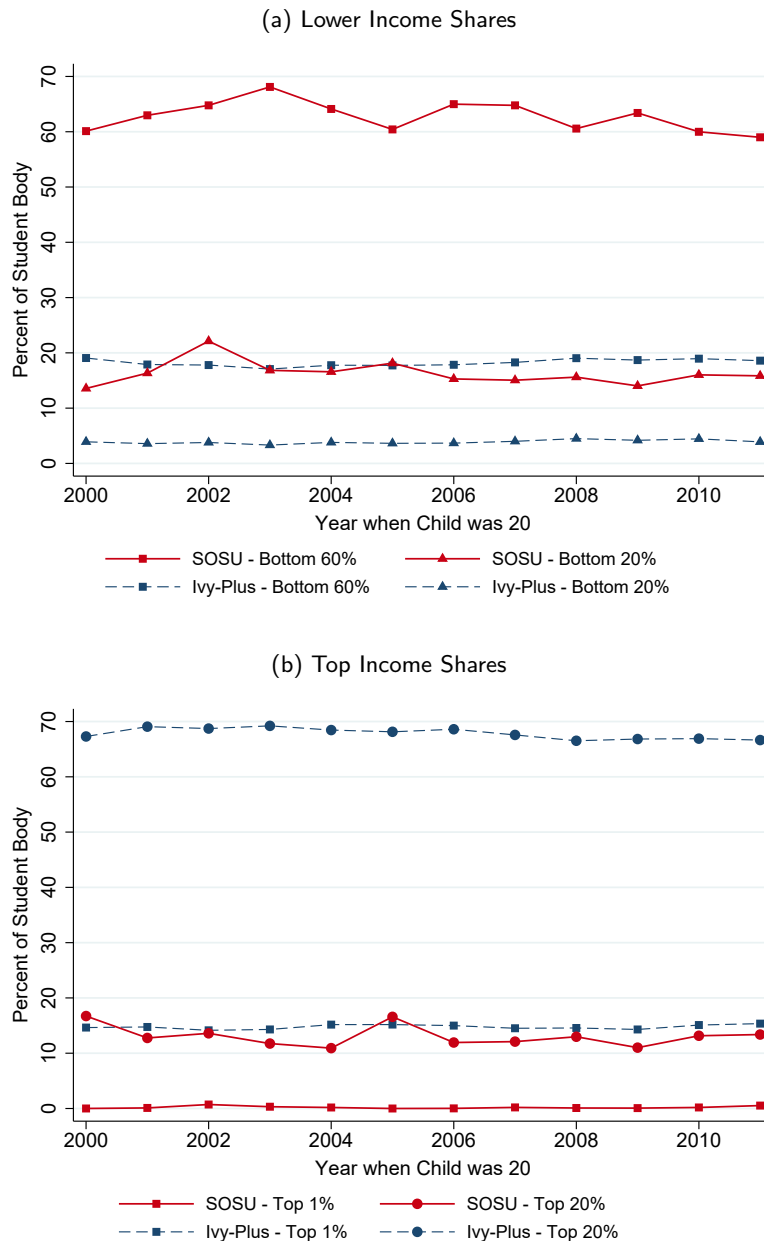 (a) Lower Income Shares
70
60
50
40
30
20
10
0
Percent of Student Body
2000 2002 2004 2006 2008 2010
Year when Child was 20
SOSU - Bottom 60% SOSU - Bottom 20%
Ivy-Plus - Bottom 60% Ivy-Plus - Bottom 20%
(b) Top Income Shares
70
60
50
40
30
20
10
0
Percent of Student Body
2000 2002 2004 2006 2008 2010
Year when Child was 20
SOSU - Top 1% SOSU - Top 20%
Ivy-Plus - Top 1% Ivy-Plus - Top 20%